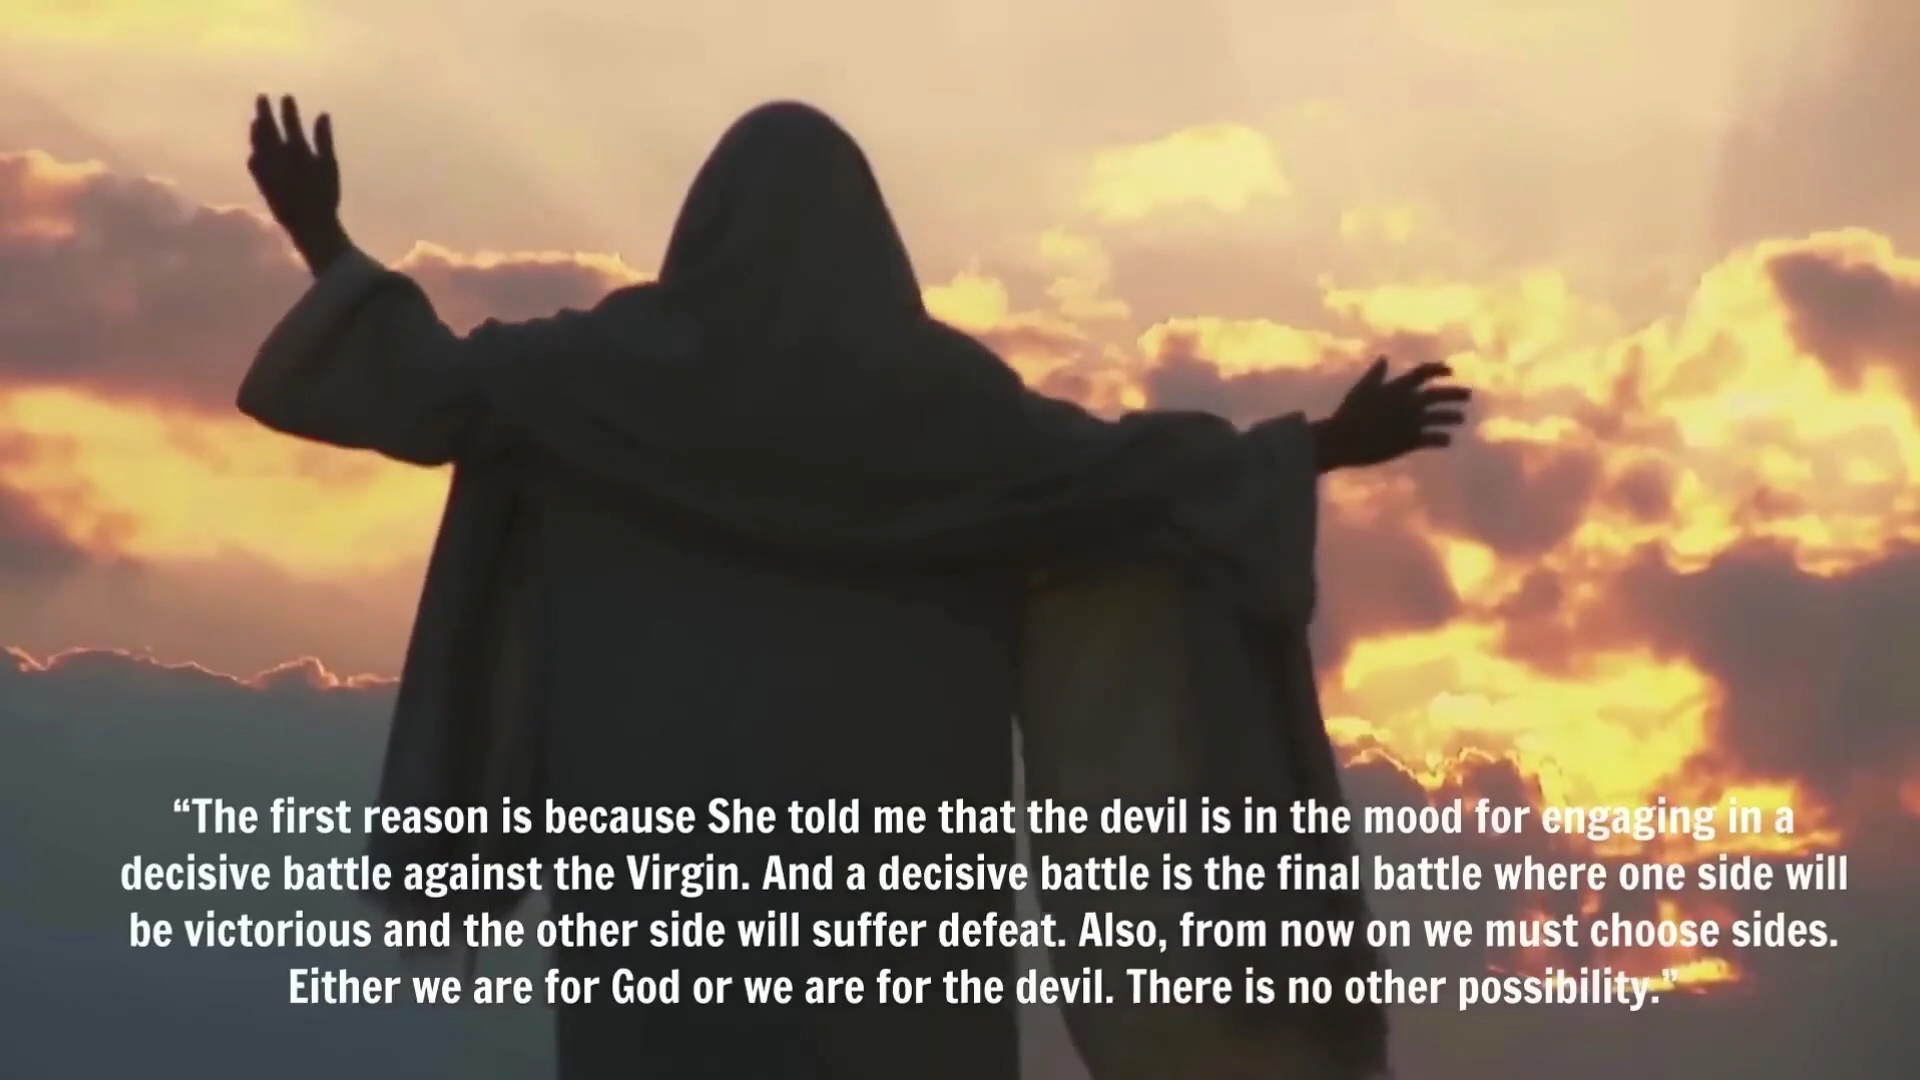 “The first reason is because She told me that the devil is in the mood for engaging in a
decisive battle against the Virgin. And a decisive battle is the final battle where one side will
be victorious and the other side will suffer defeat. Also, from now on we must choose sides.
Either we are for God or we are for the devil. There is no other possibility.”